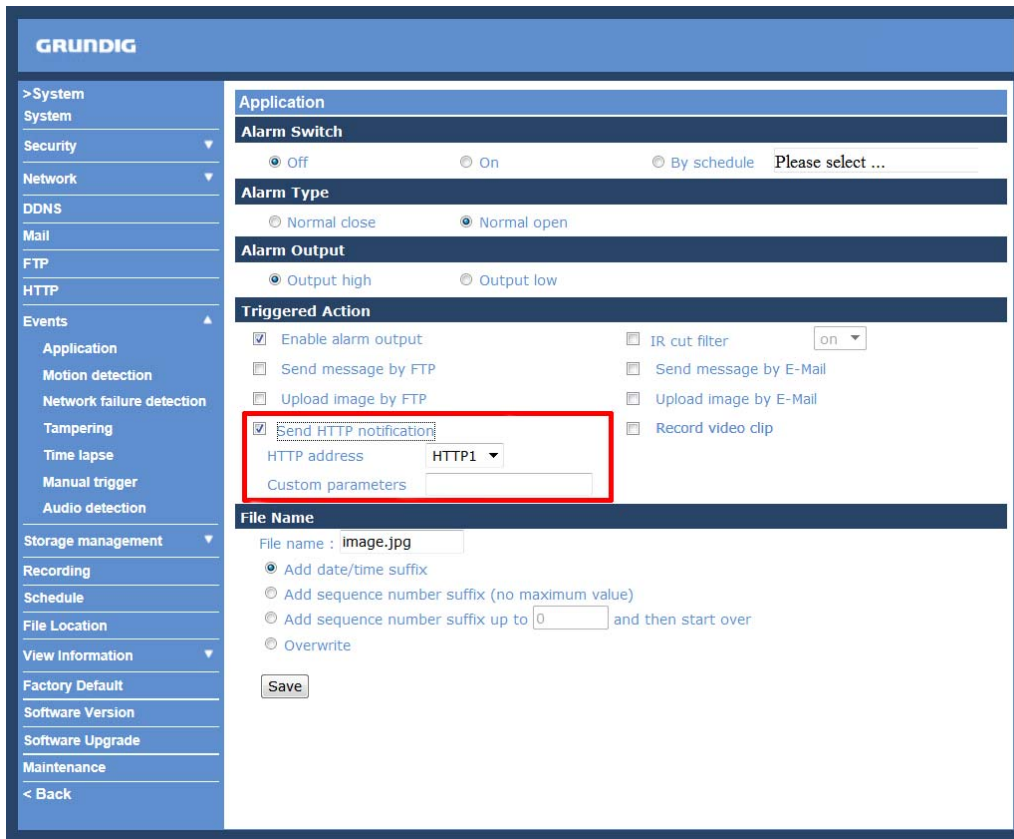 GRUNDIG
>System
System
Security
Network
DDNS
Mail
FTP
HTTP
Events
Application
Motion detection
Network failure detection
Tampering
Time lapse
Manual trigger
Audio detection
Storage management
Recording
Schedule
File Location
View Information
Factory Default
Software Version
Software Upgrade
Maintenance
< Back
Application
Alarm Switch
Off On By schedule Please select ...
Alarm Type
Normal close Normal open
Alarm Output
Output high Output low
Triggered Action
Enable alarm output IR cut filter on
Send message by FTP Send message by E-Mail
Upload image by FTP Upload image by E-Mail
Send HTTP notification Record video clip
HTTP address HTTP1
Custom parameters
File Name
File name : image.jpg
Add date/time suffix
Add sequence number suffix (no maximum value)
Add sequence number suffix up to 0 and then start over
Overwrite
Save